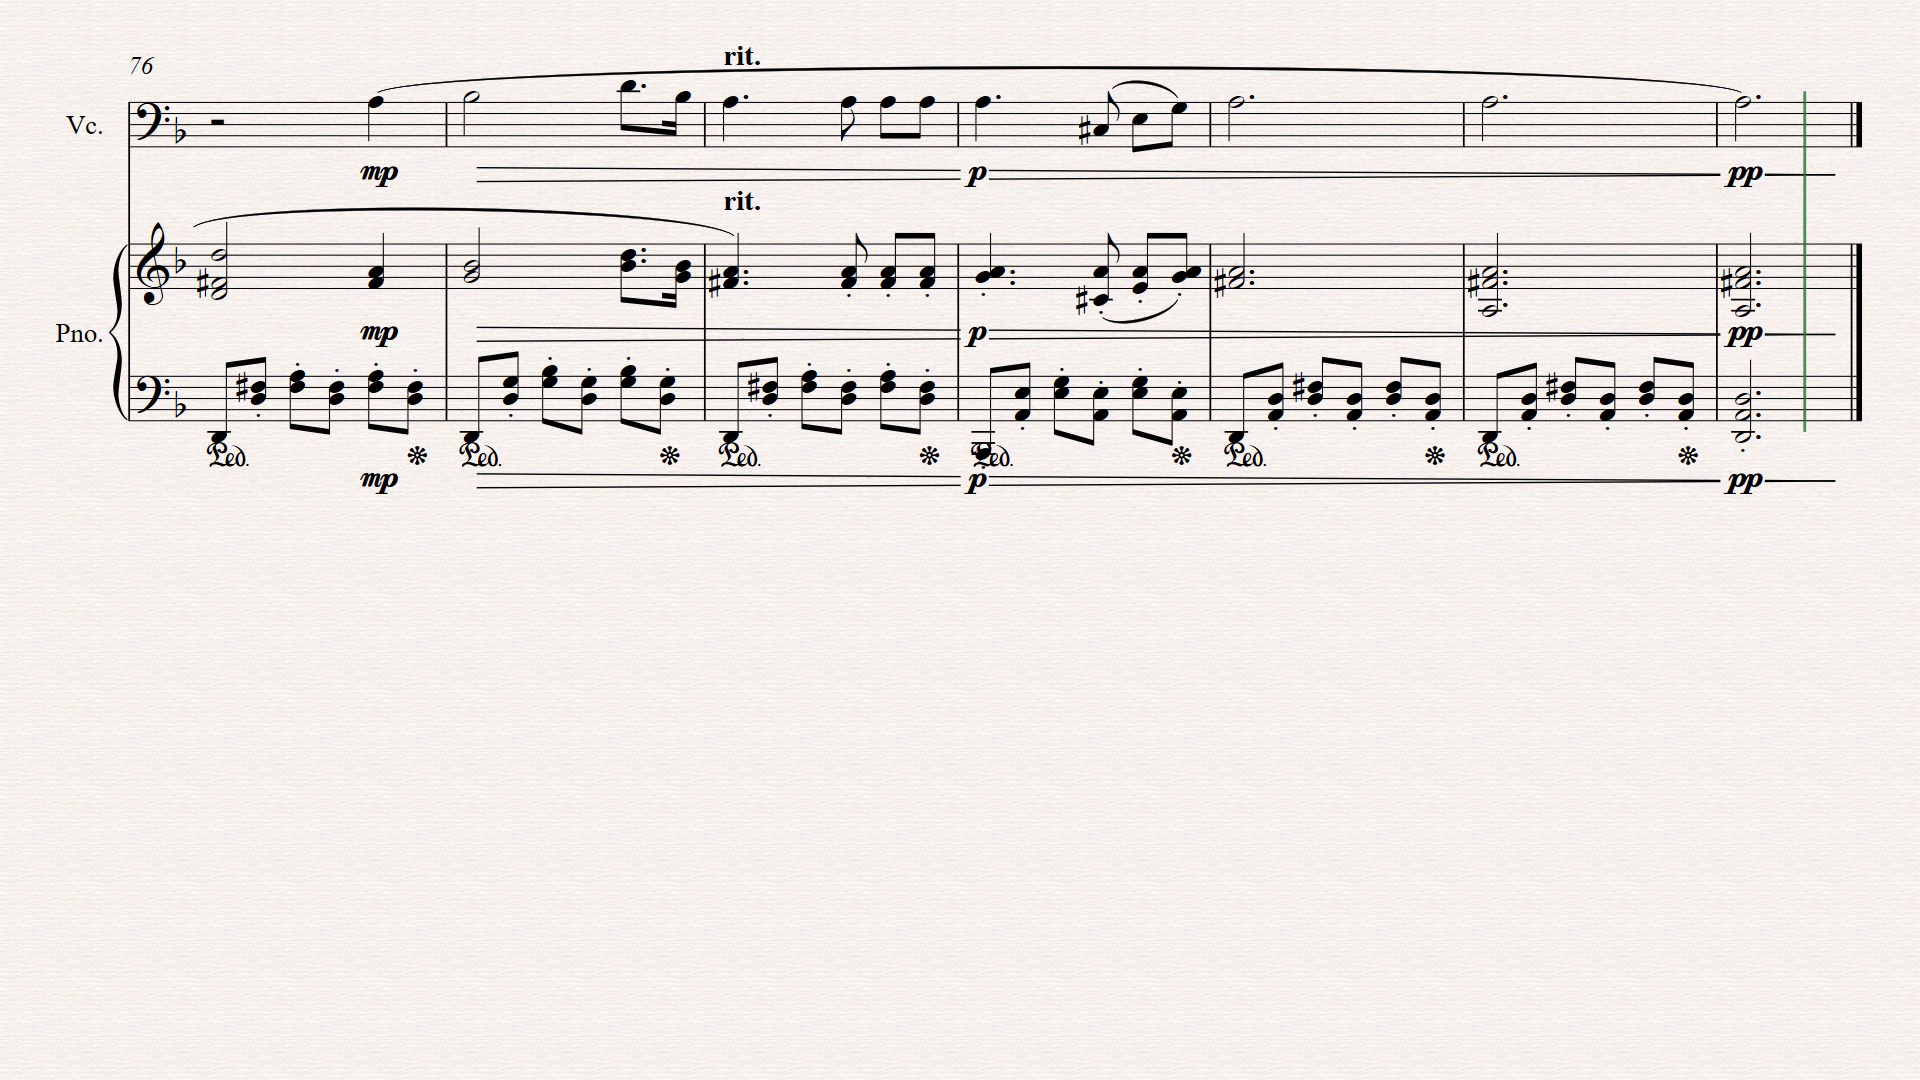 76
rit.
Vc.
mp p pp
rit.
Pno.
mp p pp
Ped. Ped. Ped. Ped. Ped. Ped.
mp p pp